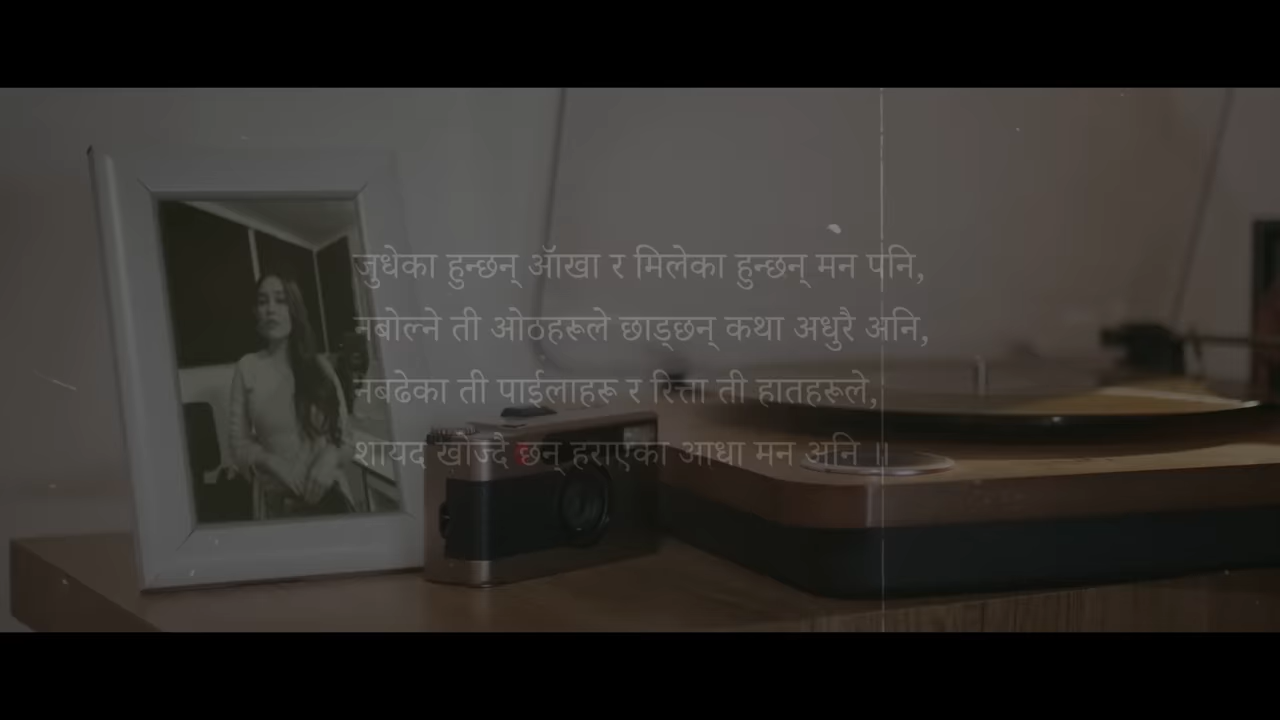 जुधेका हुन्छन् ऑखा र मिलेका हुन्छन् मन पनि,
नबोल्ने ती ओठहरूले छाड्छन् कथा अधुरै अनि,
नबढेका ती पाईलाहरू र रित्ता ती हातहरूले,
शायद खोज्दै छन् हराएका आधा मन अनि ।।